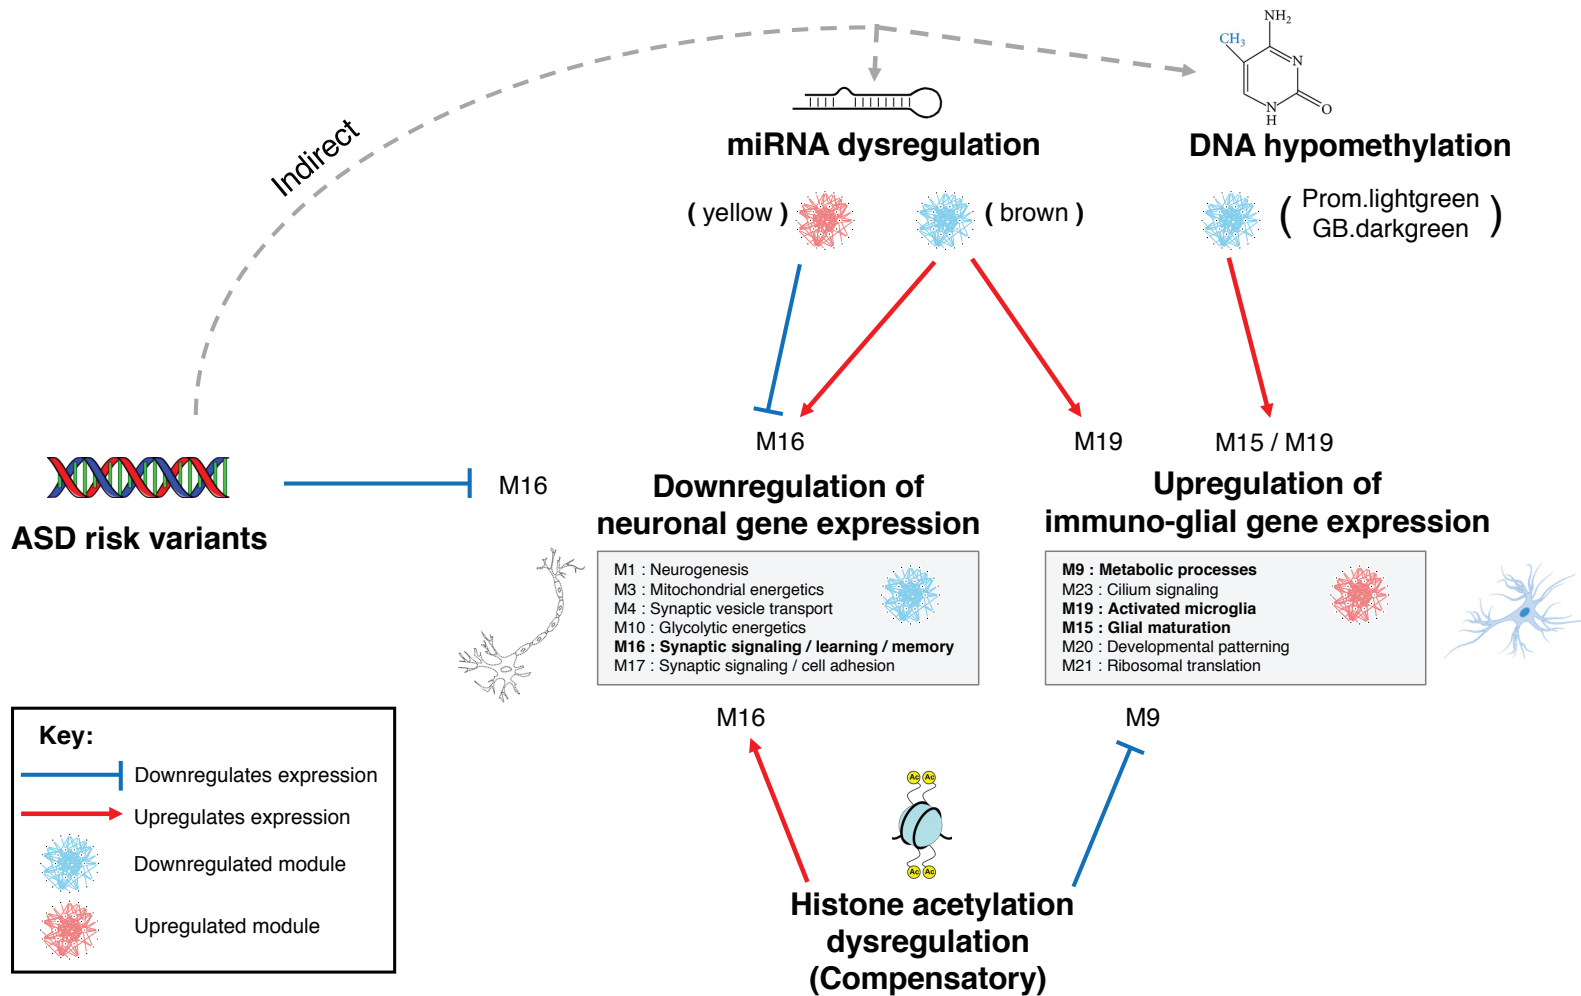 NH₂
CH₃
N
N
H
O
Indirect
miRNA dysregulation
DNA hypomethylation
( yellow )
( brown )
( Prom.lightgreen
GB.darkgreen )
M16
M19
M15 / M19
M16
ASD risk variants
Downregulation of
neuronal gene expression
Upregulation of
immuno-glial gene expression
M1 : Neurogenesis
M3 : Mitochondrial energetics
M4 : Synaptic vesicle transport
M10 : Glycolytic energetics
M16 : Synaptic signaling / learning / memory
M17 : Synaptic signaling / cell adhesion
M9 : Metabolic processes
M23 : Cilium signaling
M19 : Activated microglia
M15 : Glial maturation
M20 : Developmental patterning
M21 : Ribosomal translation
M16
M9
Key:
Downregulates expression
Upregulates expression
Downregulated module
Upregulated module
Ac Ac
Ac Ac
Histone acetylation
dysregulation
(Compensatory)